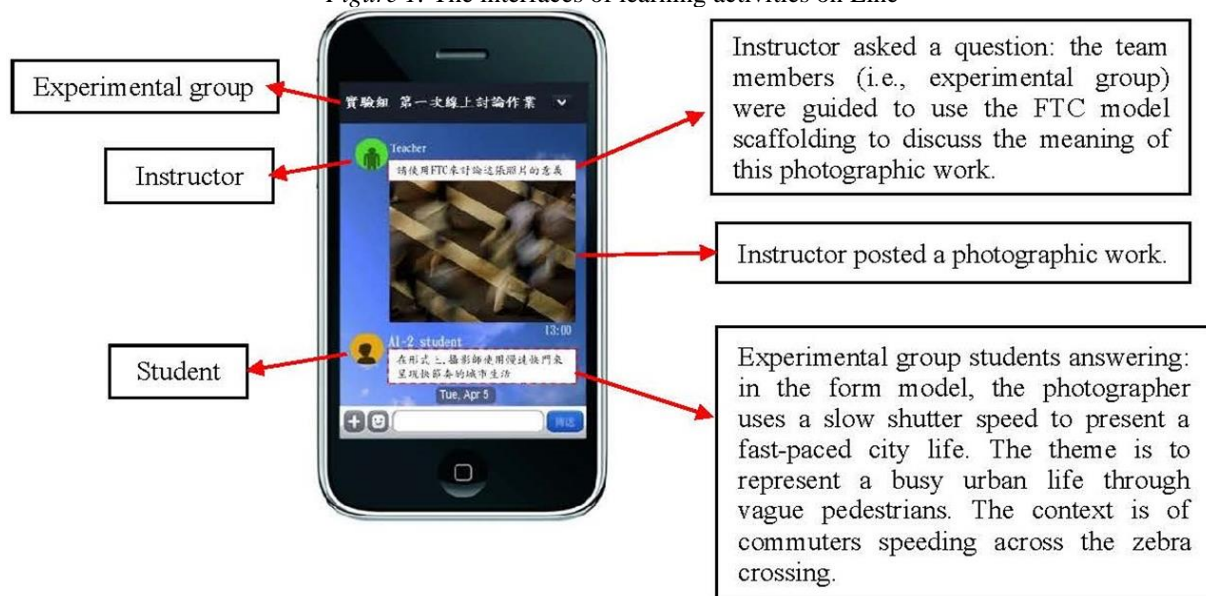 Figure 1. The interfaces of learning activities on Line
Experimental group
Instructor
Student
實驗組 第一次線上討論作業
Teacher
請使用FTC來討論這張照片的意義
13:00
A1-2 student
在形式上,攝影師使用慢速快門來
呈現快節奏的城市生活
Tue, Apr 5
傳送
Instructor asked a question: the team
members (i.e., experimental group)
were guided to use the FTC model
scaffolding to discuss the meaning of
this photographic work.
Instructor posted a photographic work.
Experimental group students answering:
in the form model, the photographer
uses a slow shutter speed to present a
fast-paced city life. The theme is to
represent a busy urban life through
vague pedestrians. The context is of
commuters speeding across the zebra
crossing.